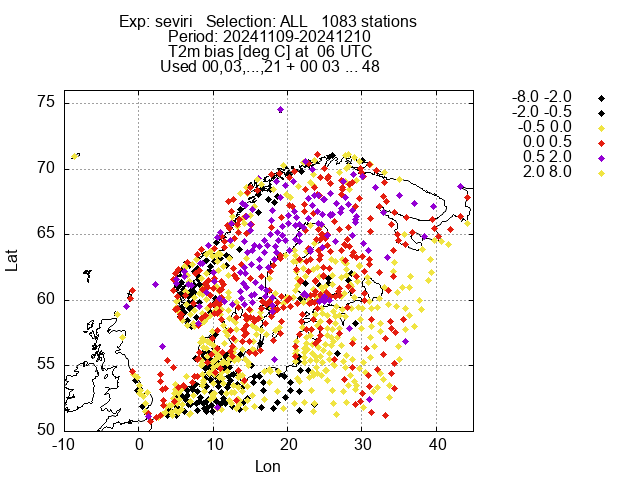 Exp: seviri   Selection: ALL   1083 stations
Period: 20241109-20241210
T2m bias [deg C] at  06 UTC
Used 00,03,...,21 + 00 03 ... 48
-8.0 -2.0
-2.0 -0.5
-0.5 0.0
0.0 0.5
0.5 2.0
2.0 8.0
75
70
65
60
55
50
Lat
-10 0 10 20 30 40
Lon